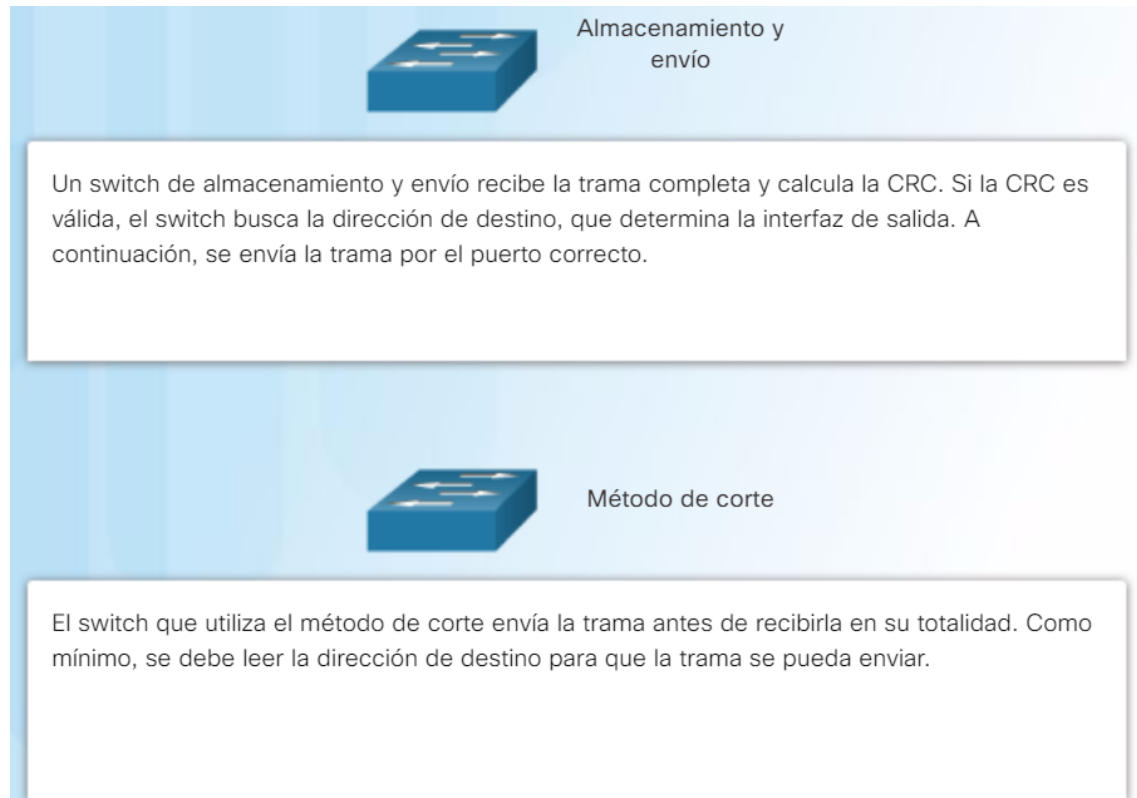 Almacenamiento y
envío
Un switch de almacenamiento y envío recibe la trama completa y calcula la CRC. Si la CRC es
válida, el switch busca la dirección de destino, que determina la interfaz de salida. A
continuación, se envía la trama por el puerto correcto.
Método de corte
El switch que utiliza el método de corte envía la trama antes de recibirla en su totalidad. Como
mínimo, se debe leer la dirección de destino para que la trama se pueda enviar.